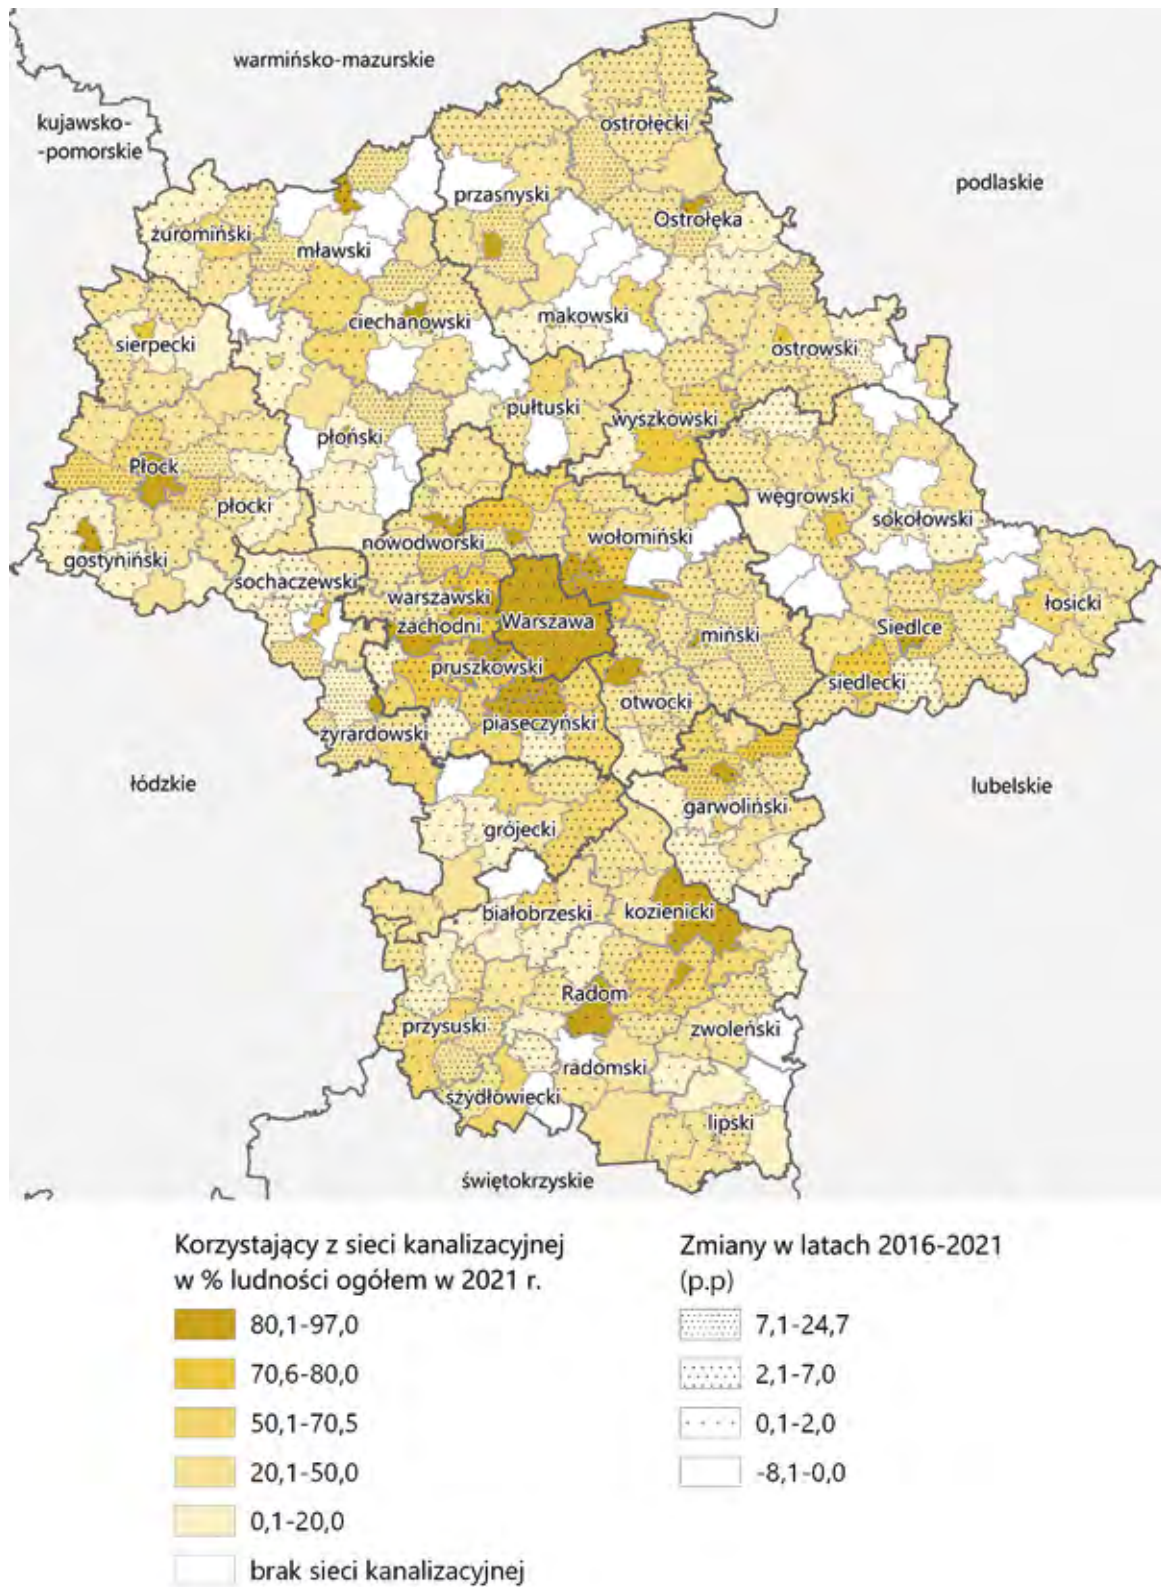 warmińsko-mazurskie
kujawsko-
-pomorskie
ostrołęcki
podlaskie
przasnyski
Ostrołęka
żuromiński
mławski
ciechanowski
makowski
sierpecki
ostrowski
pułtuski
wyszkowski
płoński
Płock
węgrowski
płocki
sokołowski
nowodworski
wołomiński
gostyniński
sochaczewski
warszawski
zachodni
Warszawa
miński
Siedlce
łosicki
pruszkowski
siedlecki
otwocki
piaseczyński
żyrardowski
łódzkie
lubelskie
garwoliński
grójecki
białobrzeski
kozienicki
Radom
przysuski
zwoleński
radomski
szydłowiecki
lipski
świętokrzyskie
Korzystający z sieci kanalizacyjnej
w % ludności ogółem w 2021 r.
80,1-97,0
70,6-80,0
50,1-70,5
20,1-50,0
0,1-20,0
brak sieci kanalizacyjnej
Zmiany w latach 2016-2021
(p.p)
7,1-24,7
2,1-7,0
0,1-2,0
-8,1-0,0